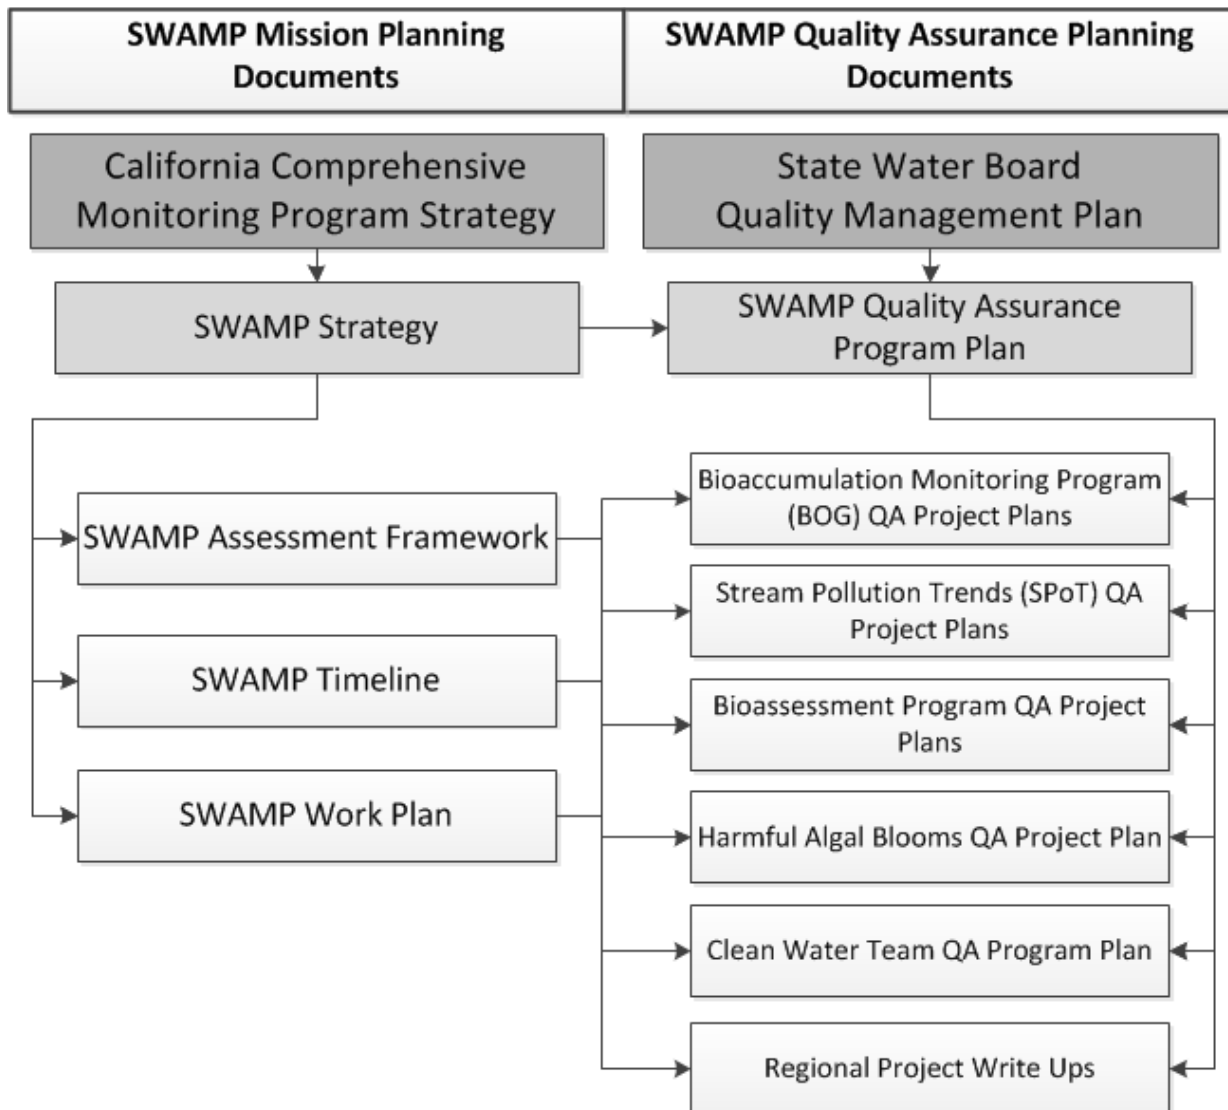 SWAMP Mission Planning
Documents
SWAMP Quality Assurance Planning
Documents
California Comprehensive
Monitoring Program Strategy
State Water Board
Quality Management Plan
SWAMP Strategy
SWAMP Quality Assurance
Program Plan
SWAMP Assessment Framework
SWAMP Timeline
SWAMP Work Plan
Bioaccumulation Monitoring Program
(BOG) QA Project Plans
Stream Pollution Trends (SPoT) QA
Project Plans
Bioassessment Program QA Project
Plans
Harmful Algal Blooms QA Project Plan
Clean Water Team QA Program Plan
Regional Project Write Ups